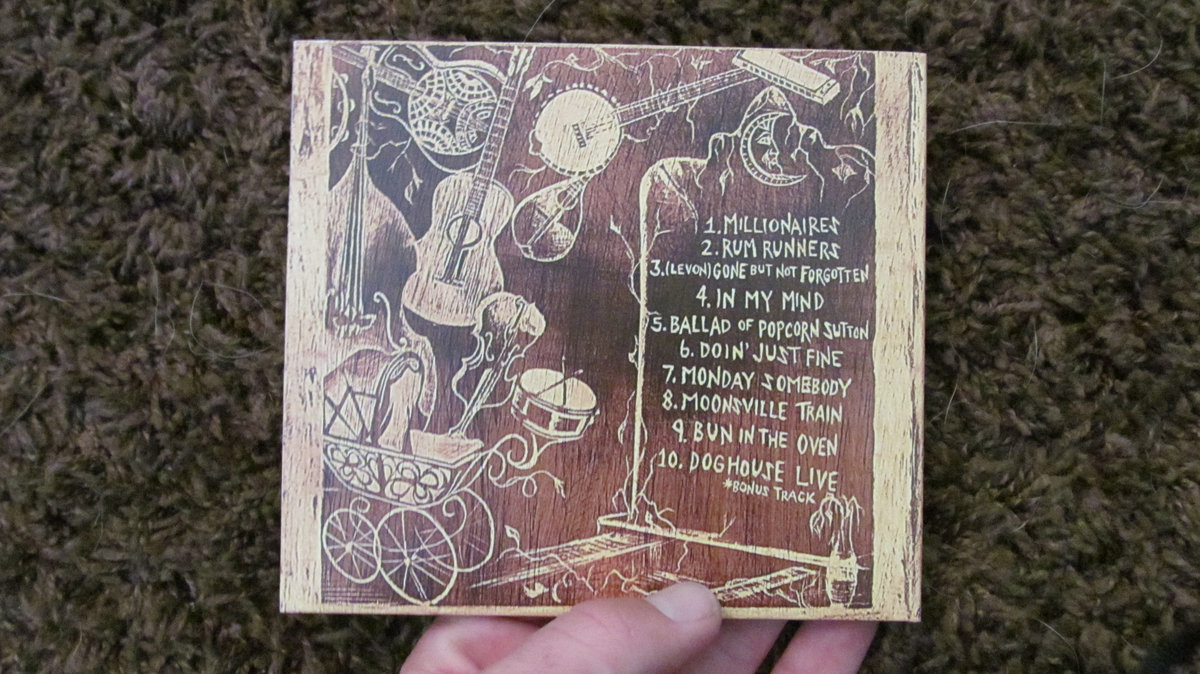 1. MILLIONAIRES
2. RUM RUNNERS
3. (LEVON) GONE BUT NOT FORGOTTEN
4. IN MY MIND
5. BALLAD OF POPCORN SUTTON
6. DOIN' JUST FINE
7. MONDAY SOMEBODY
8. MOONSVILLE TRAIN
9. BUN IN THE OVEN
10. DOGHOUSE LIVE
*BONUS TRACK